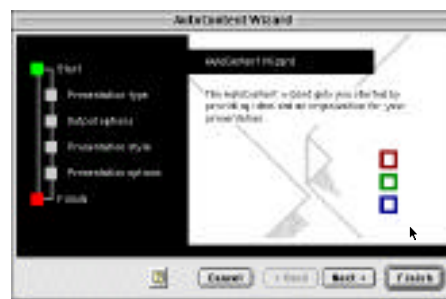 AutoContent Wizard
Start
Presentation type
Output options
Presentation style
Presentation options
Finish
AutoContent Wizard
The AutoContent wizard gets you started by
providing ideas and an organization for your
presentation.
Cancel
< Back
Next >
Finish